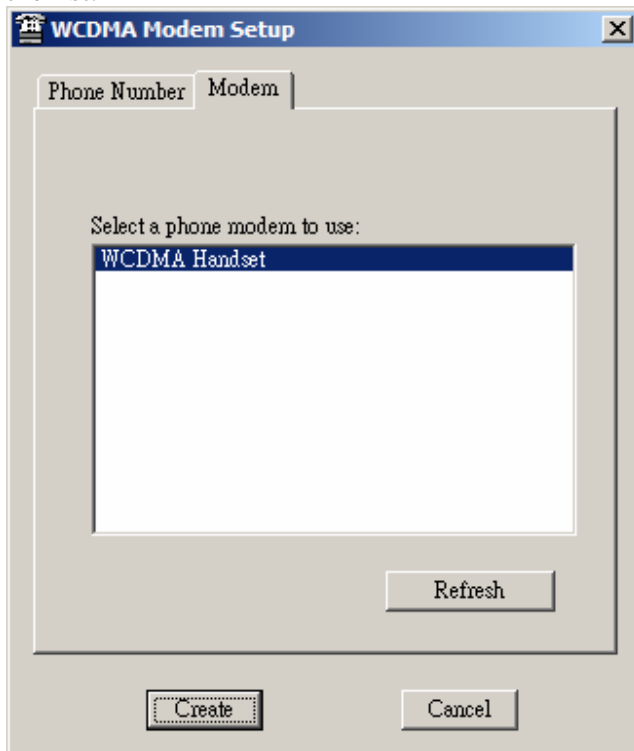 WCDMA Modem Setup
Phone Number Modem
Select a phone modem to use:
WCDMA Handset
Refresh
Create Cancel